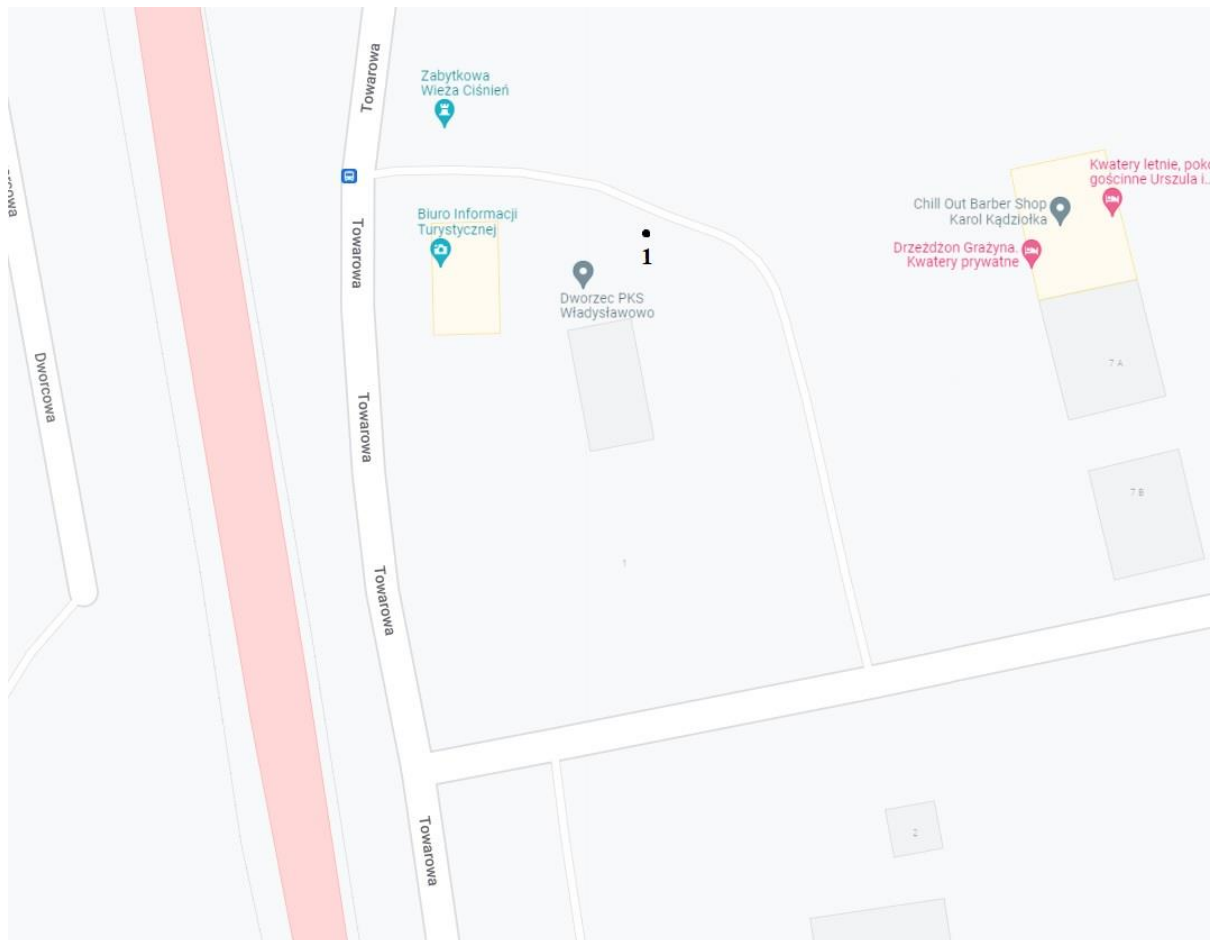 Towarowa
Zabytkowa
Wieża Ciśnień
Kwatery letnie, poko
gościnne Urszula i...
Chill Out Barber Shop
Karol Kądziołka
Biuro Informacji
Turystycznej
Towarowa
1
Drzeżdżon Grażyna.
Kwatery prywatne
Dworzec PKS
Władysławowo
Dworcowa
7 A
Towarowa
7 B
1
Towarowa
Towarowa
2